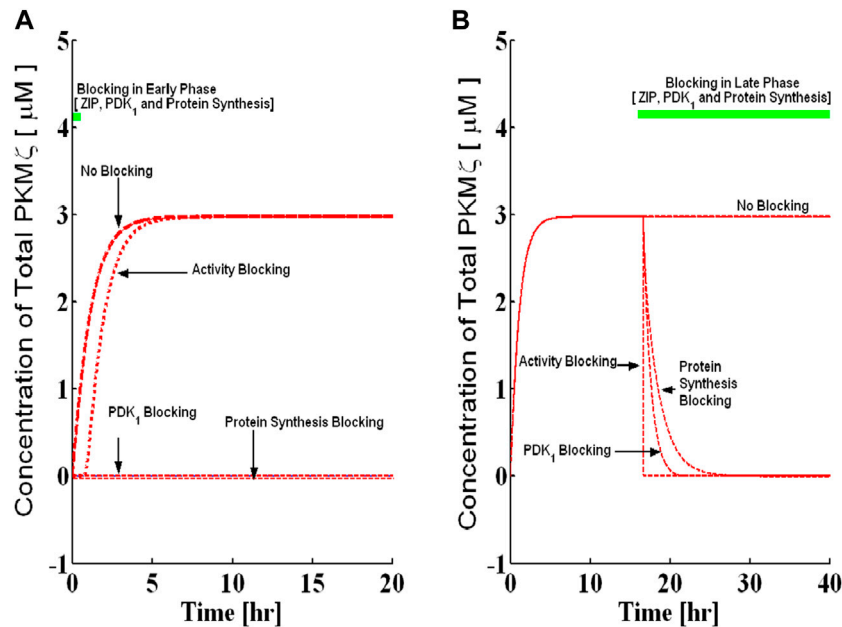 A
Concentration of Total PKMζ [ μM ]
5
4
3
2
1
0
-1
Blocking in Early Phase
[ ZIP, PDK1 and Protein Synthesis]
No Blocking
Activity Blocking
PDK1 Blocking
Protein Synthesis Blocking
0
5
10
15
20
Time [hr]
B
Concentration of Total PKMζ [ μM ]
5
4
3
2
1
0
-1
Blocking in Late Phase
[ ZIP, PDK1 and Protein Synthesis]
No Blocking
Activity Blocking
Protein
Synthesis
Blocking
PDK1 Blocking
0
10
20
30
40
Time [hr]